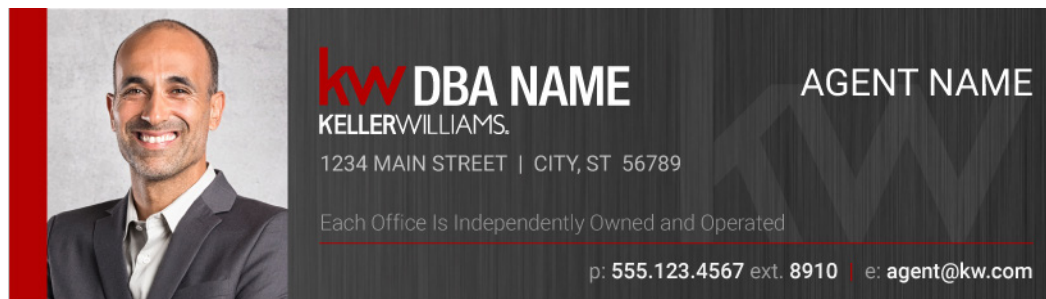 kw DBA NAME
KELLERWILLIAMS.
AGENT NAME
1234 MAIN STREET | CITY, ST 56789
kw
Each Office Is Independently Owned and Operated
p: 555.123.4567 ext. 8910 | e: agent@kw.com